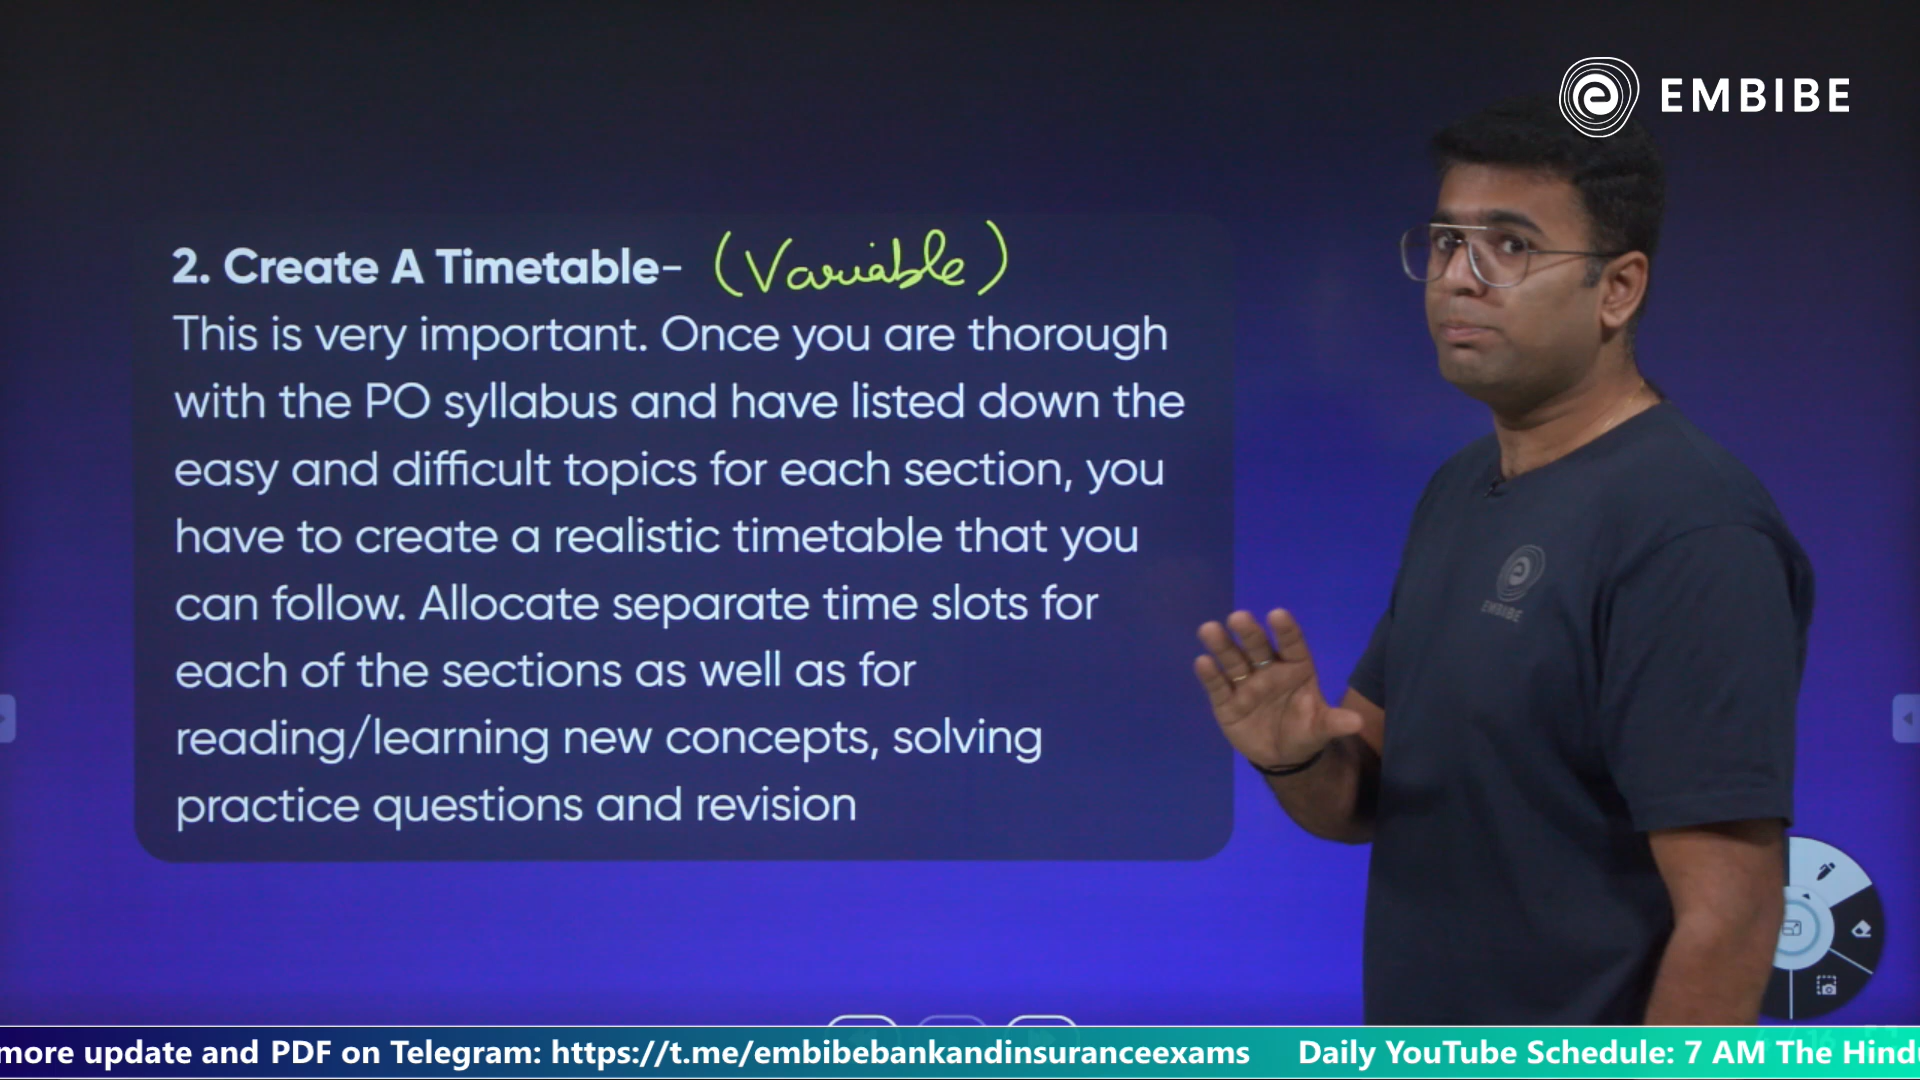 EMBIBE
2. Create A Timetable- (Variable)
This is very important. Once you are thorough
with the PO syllabus and have listed down the
easy and difficult topics for each section, you
have to create a realistic timetable that you
can follow. Allocate separate time slots for
each of the sections as well as for
reading/learning new concepts, solving
practice questions and revision
EMBIBE
more update and PDF on Telegram: https://t.me/embibebankandinsuranceexams Daily YouTube Schedule: 7 AM The Hind